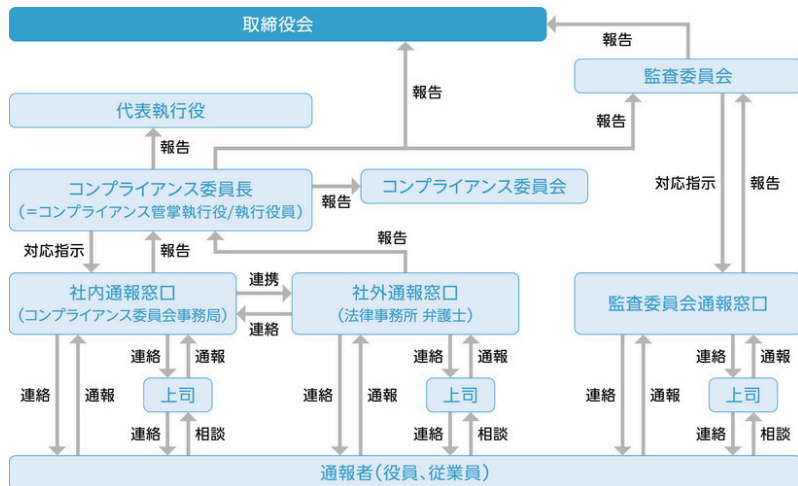 取締役会
報告
監査委員会
報告
代表執行役
報告
報告
コンプライアンス委員長
(=コンプライアンス管掌執行役/執行役員)
報告
コンプライアンス委員会
対応指示
報告
対応指示
報告
報告
社内通報窓口
(コンプライアンス委員会事務局)
連携
連絡
社外通報窓口
(法律事務所 弁護士)
監査委員会通報窓口
連絡
通報
連絡
通報
連絡
通報
連絡
通報
連絡
通報
連絡
通報
上司
上司
上司
連絡
相談
連絡
相談
連絡
相談
通報者(役員、従業員)